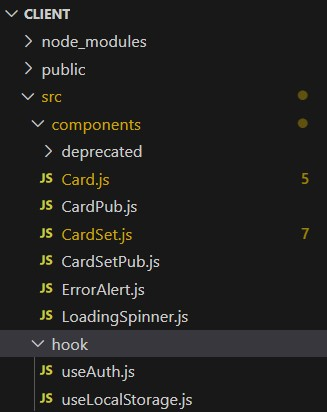 CLIENT
node_modules
public
src
components
deprecated
JS Card.js 5
JS CardPub.js
JS CardSet.js 7
JS CardSetPub.js
JS ErrorAlert.js
JS LoadingSpinner.js
hook
JS useAuth.js
JS useLocalStorage.js